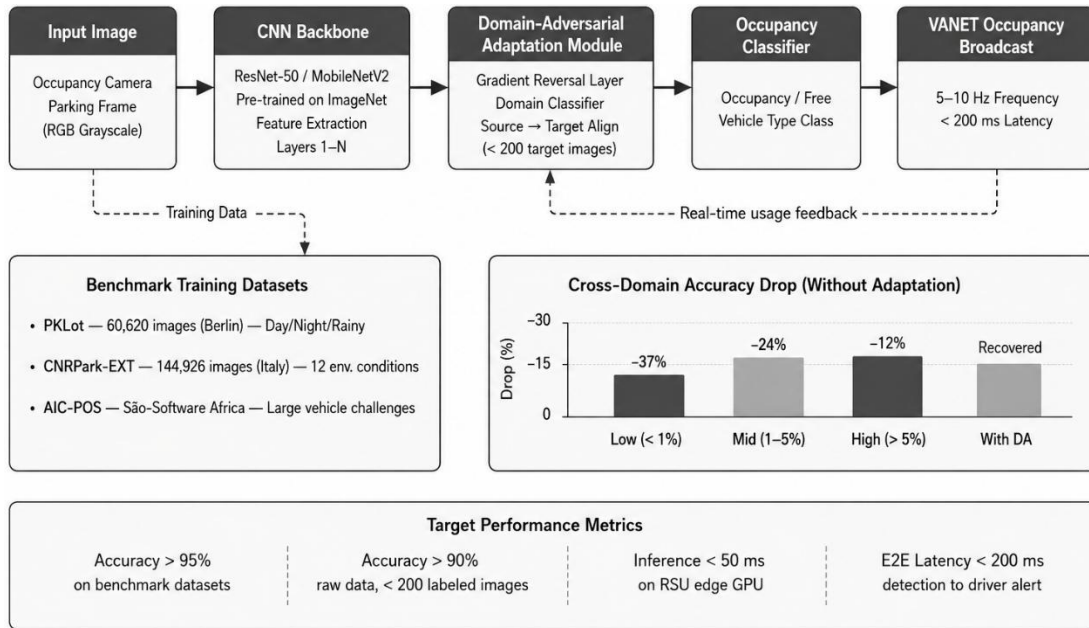 Input Image
Occupancy Camera
Parking Frame
(RGB Grayscale)
CNN Backbone
ResNet-50 / MobileNetV2
Pre-trained on ImageNet
Feature Extraction
Layers 1–N
Domain-Adversarial
Adaptation Module
Gradient Reversal Layer
Domain Classifier
Source → Target Align
(< 200 target images)
Occupancy
Classifier
Occupancy / Free
Vehicle Type Class
VANET Occupancy
Broadcast
5–10 Hz Frequency
< 200 ms Latency
Training Data
Real-time usage feedback
Benchmark Training Datasets
• PKLot — 60,620 images (Berlin) — Day/Night/Rainy
• CNRPark-EXT — 144,926 images (Italy) — 12 env. conditions
• AIC-POS — São-Software Africa — Large vehicle challenges
Cross-Domain Accuracy Drop (Without Adaptation)
Drop (%)
–30
–15
0
–37%
–24%
–12%
Recovered
Low (< 1%)
Mid (1–5%)
High (> 5%)
With DA
Target Performance Metrics
Accuracy > 95%
on benchmark datasets
Accuracy > 90%
raw data, < 200 labeled images
Inference < 50 ms
on RSU edge GPU
E2E Latency < 200 ms
detection to driver alert